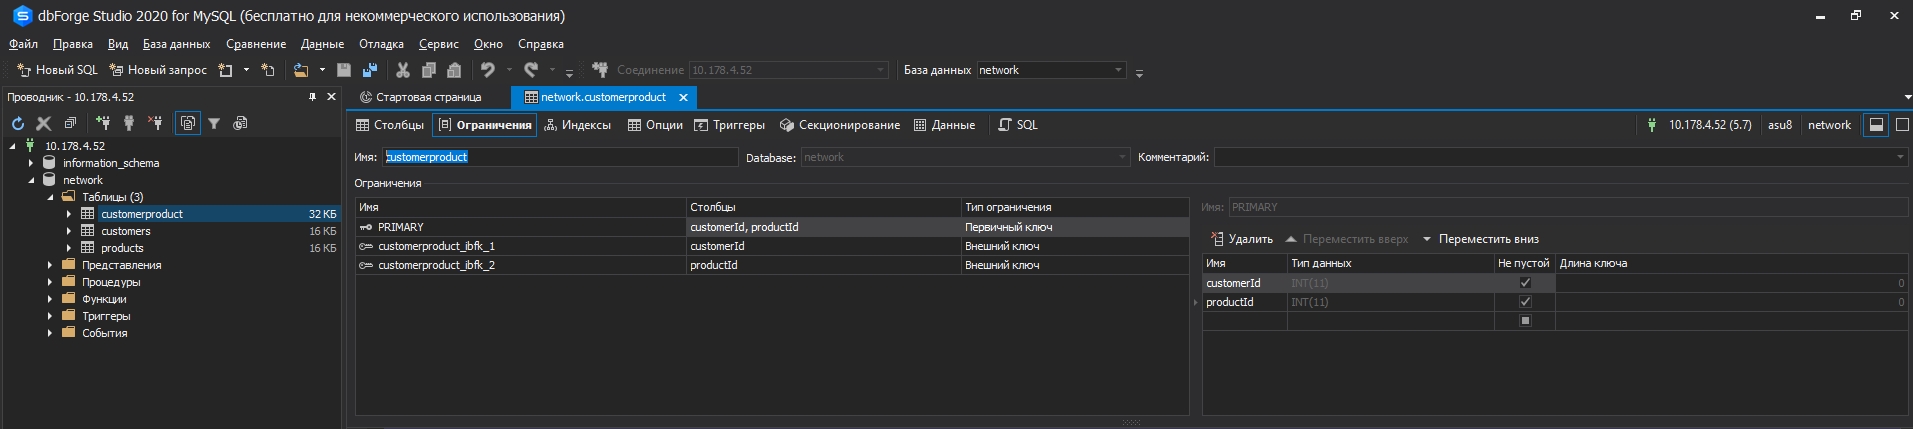 dbForge Studio 2020 for MySQL (бесплатно для некоммерческого использования)
Файл Правка Вид База данных Сравнение Данные Отладка Сервис Окно Справка
Новый SQL Новый запрос Соединение 10.178.4.52 База данных network
Проводник - 10.178.4.52
Стартовая страница network.customerproduct
Столбцы Ограничения Индексы Опции Триггеры Секционирование Данные SQL 10.178.4.52 (5.7) asu8 network
10.178.4.52
information_schema
network
Таблицы (3)
customerproduct 32 КБ
customers 16 КБ
products 16 КБ
Представления
Процедуры
Функции
Триггеры
События
Имя: customerproduct Database: network Комментарий:
Ограничения
Имя Столбцы Тип ограничения
PRIMARY customerId, productId Первичный ключ
customerproduct_ibfk_1 customerId Внешний ключ
customerproduct_ibfk_2 productId Внешний ключ
Имя: PRIMARY
Удалить Переместить вверх Переместить вниз
Имя Тип данных Не пустой Длина ключа
customerId INT(11) 0
productId INT(11) 0